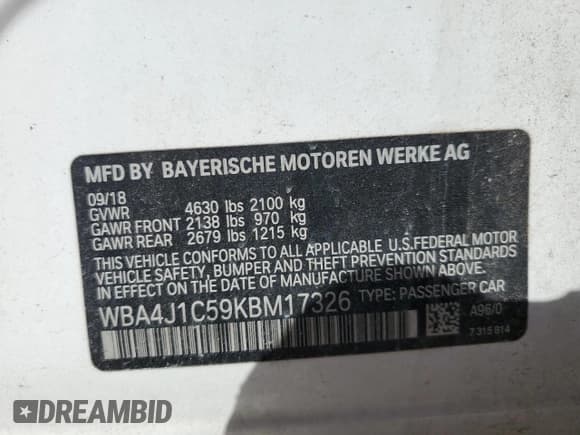 MFD BY BAYERISCHE MOTOREN WERKE AG
09/18
GVWR 4630 lbs 2100 kg
GAWR FRONT 2138 lbs 970 kg
GAWR REAR 2679 lbs 1215 kg
THIS VEHICLE CONFORMS TO ALL APPLICABLE U.S.FEDERAL MOTOR
VEHICLE SAFETY, BUMPER, AND THEFT PREVENTION STANDARDS
IN EFFECT ON THE DATE OF MANUFACTURE SHOWN ABOVE.
WBA4J1C59KBM17326 TYPE: PASSENGER CAR
A96/0
7 315 814
DREAMBID